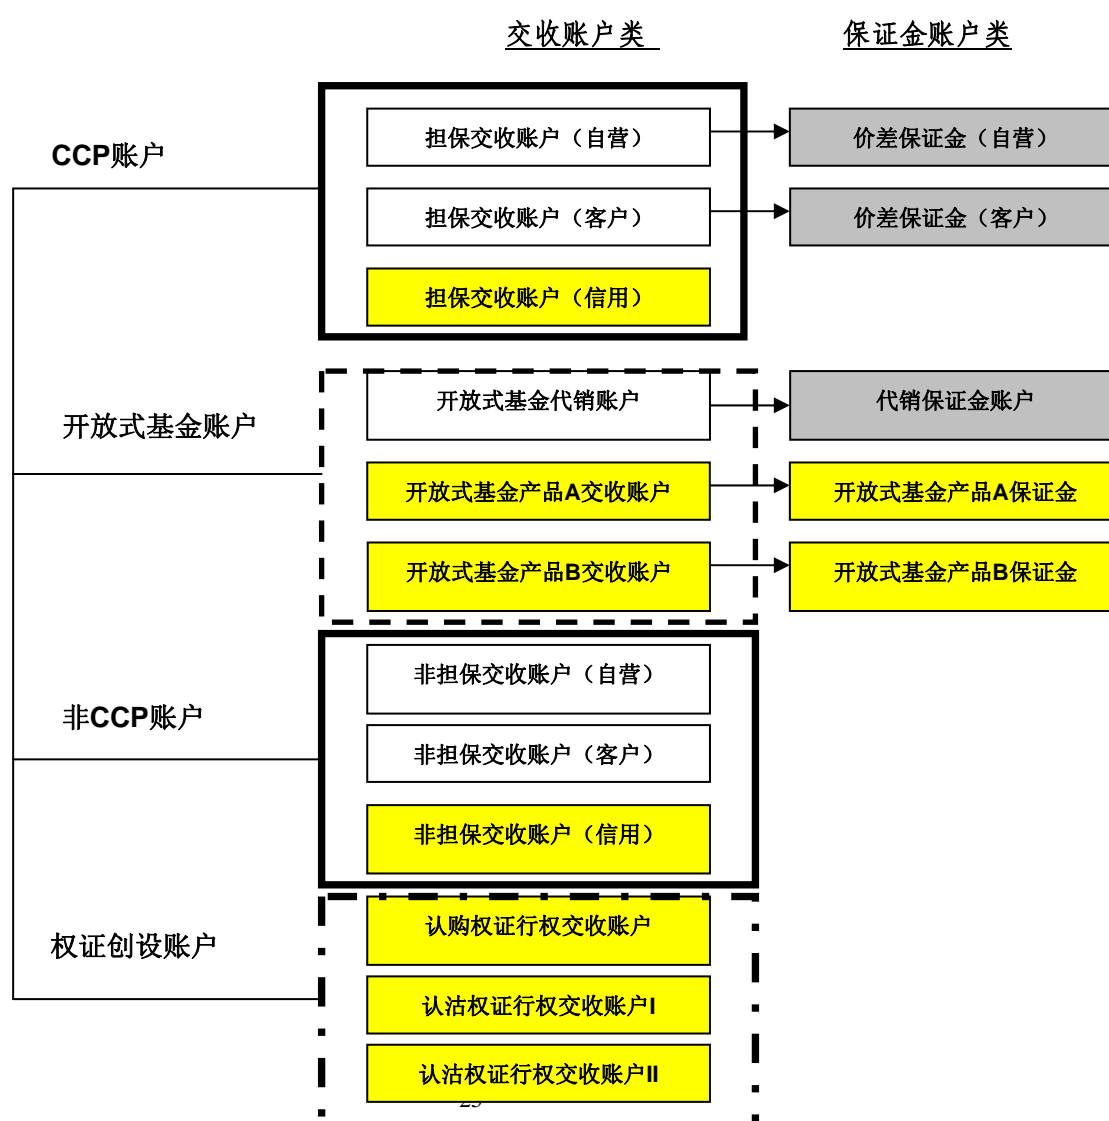 交收账户类
保证金账户类
CCP账户
担保交收账户（自营）
价差保证金（自营）
担保交收账户（客户）
价差保证金（客户）
担保交收账户（信用）
开放式基金账户
开放式基金代销账户
代销保证金账户
开放式基金产品A交收账户
开放式基金产品A保证金
开放式基金产品B交收账户
开放式基金产品B保证金
非CCP账户
非担保交收账户（自营）
非担保交收账户（客户）
非担保交收账户（信用）
权证创设账户
认购权证行权交收账户
认沽权证行权交收账户I
认沽权证行权交收账户II